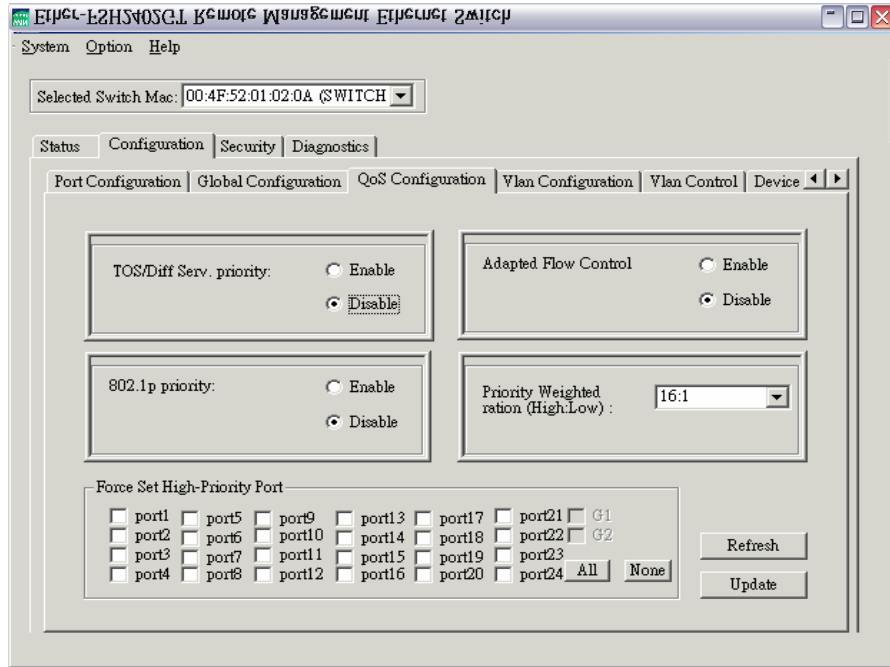 Ether-FSH2402GT Remote Management Ethernet Switch
System Option Help
Selected Switch Mac: 00:4F:52:01:02:0A (SWITCH
Status Configuration Security Diagnostics
Port Configuration Global Configuration QoS Configuration Vlan Configuration Vlan Control Device
TOS/Diff Serv. priority: Enable
Disable
Adapted Flow Control Enable
Disable
802.1p priority: Enable
Disable
Priority Weighted
ration (High:Low) : 16:1
Force Set High-Priority Port
port1 port5 port9 port13 port17 port21 G1
port2 port6 port10 port14 port18 port22 G2
port3 port7 port11 port15 port19 port23
port4 port8 port12 port16 port20 port24 All None
Refresh
Update